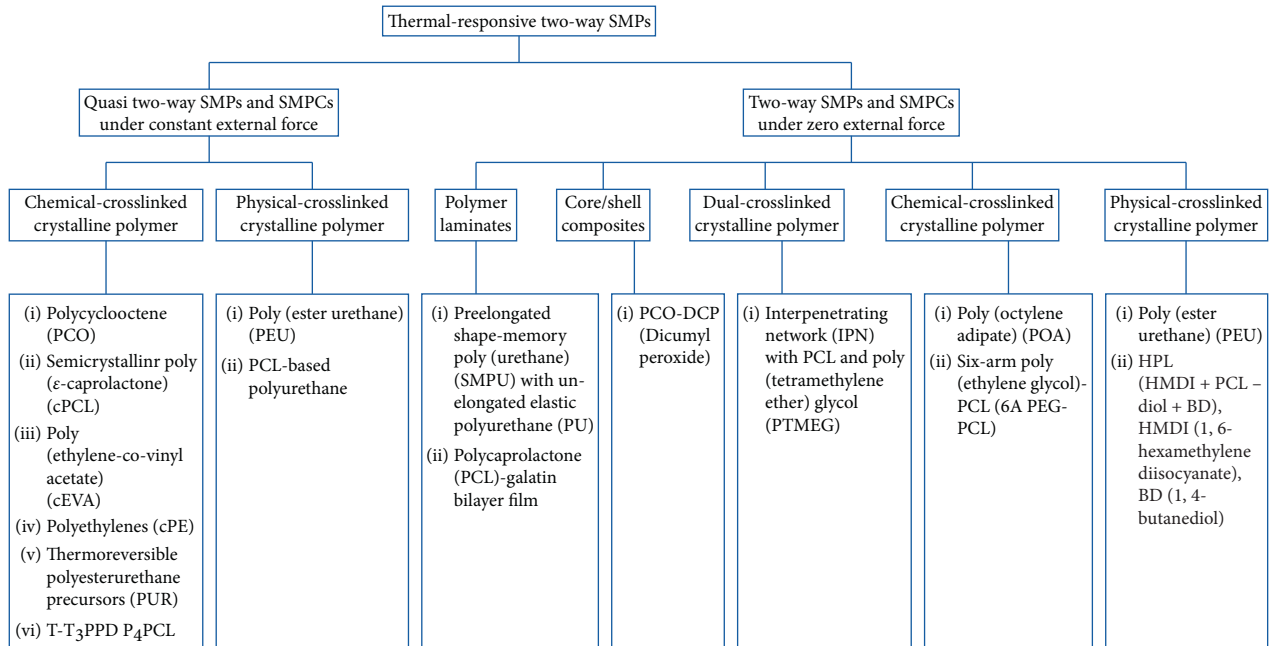 Thermal-responsive two-way SMPs
Quasi two-way SMPs and SMPCs
under constant external force
Two-way SMPs and SMPCs
under zero external force
Chemical-crosslinked
crystalline polymer
Physical-crosslinked
crystalline polymer
Polymer
laminates
Core/shell
composites
Dual-crosslinked
crystalline polymer
Chemical-crosslinked
crystalline polymer
Physical-crosslinked
crystalline polymer
(i) Polycyclooctene
(PCO)
(ii) Semicrystallinr poly
(ε-caprolactone)
(cPCL)
(iii) Poly
(ethylene-co-vinyl
acetate)
(cEVA)
(iv) Polyethylenes (cPE)
(v) Thermoreversible
polyesterurethane
precursors (PUR)
(vi) T-T₃PPD P₄PCL
(i) Poly (ester urethane)
(PEU)
(ii) PCL-based
polyurethane
(i) Preelongated
shape-memory
poly (urethane)
(SMPU) with un-
elongated elastic
polyurethane (PU)
(ii) Polycaprolactone
(PCL)-galatin
bilayer film
(i) PCO-DCP
(Dicumyl
peroxide)
(i) Interpenetrating
network (IPN)
with PCL and poly
(tetramethylene
ether) glycol
(PTMEG)
(i) Poly (octylene
adipate) (POA)
(ii) Six-arm poly
(ethylene glycol)-
PCL (6A PEG-
PCL)
(i) Poly (ester
urethane) (PEU)
(ii) HPL
(HMDI + PCL –
diol + BD),
HMDI (1, 6-
hexamethylene
diisocyanate),
BD (1, 4-
butanediol)